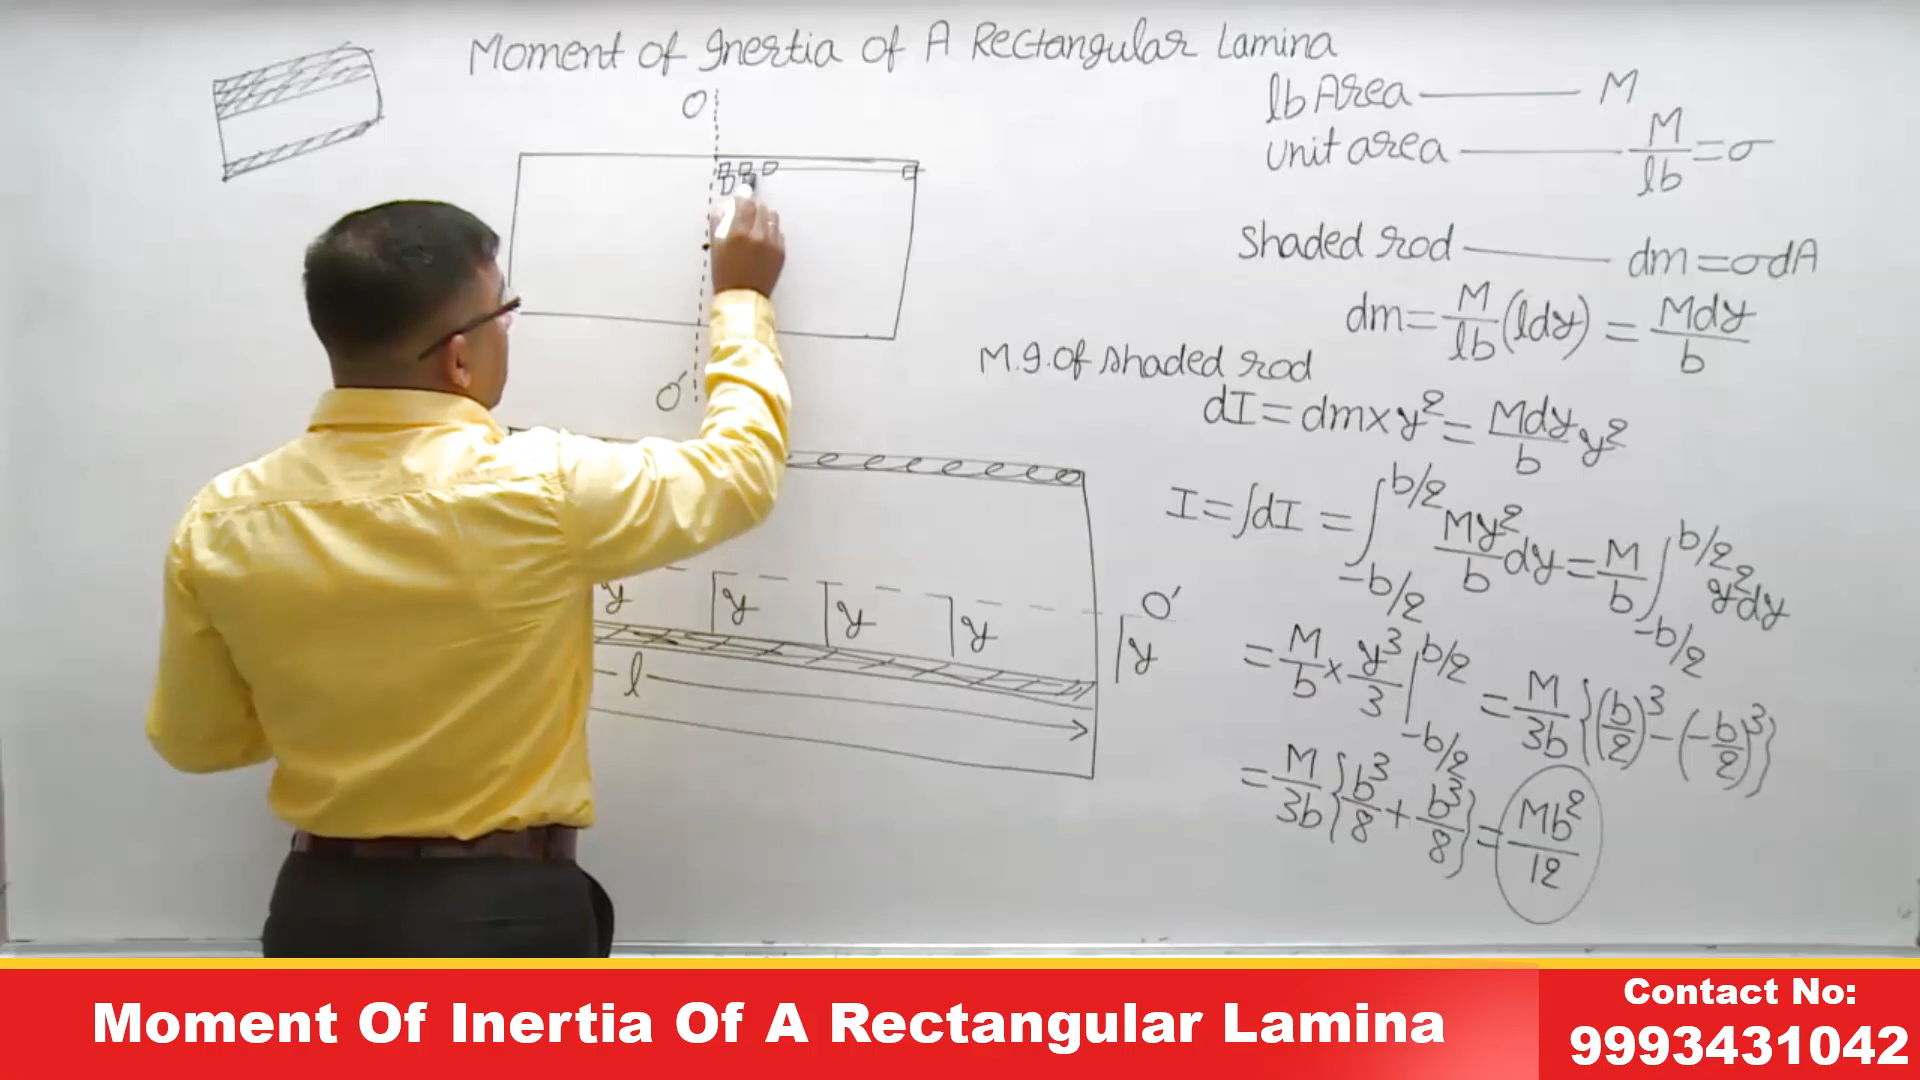 Moment of Inertia of A Rectangular Lamina
O
O'
y y y y
O'
y
l
lb Area — M
unit area — M/lb = σ
shaded rod — dm = σdA
dm = M/lb (ldy) = Mdy/b
M.I. of shaded rod
dI = dm x y² = Mdy/b y²
I = ∫dI = ∫_{-b/2}^{b/2} My²/b dy = M/b ∫_{-b/2}^{b/2} y²dy
= M/b x y³/3 |_{-b/2}^{b/2} = M/3b {(b/2)³ - (-b/2)³}
= M/3b {b³/8 + b³/8} = Mb²/12
Moment Of Inertia Of A Rectangular Lamina
Contact No:
9993431042